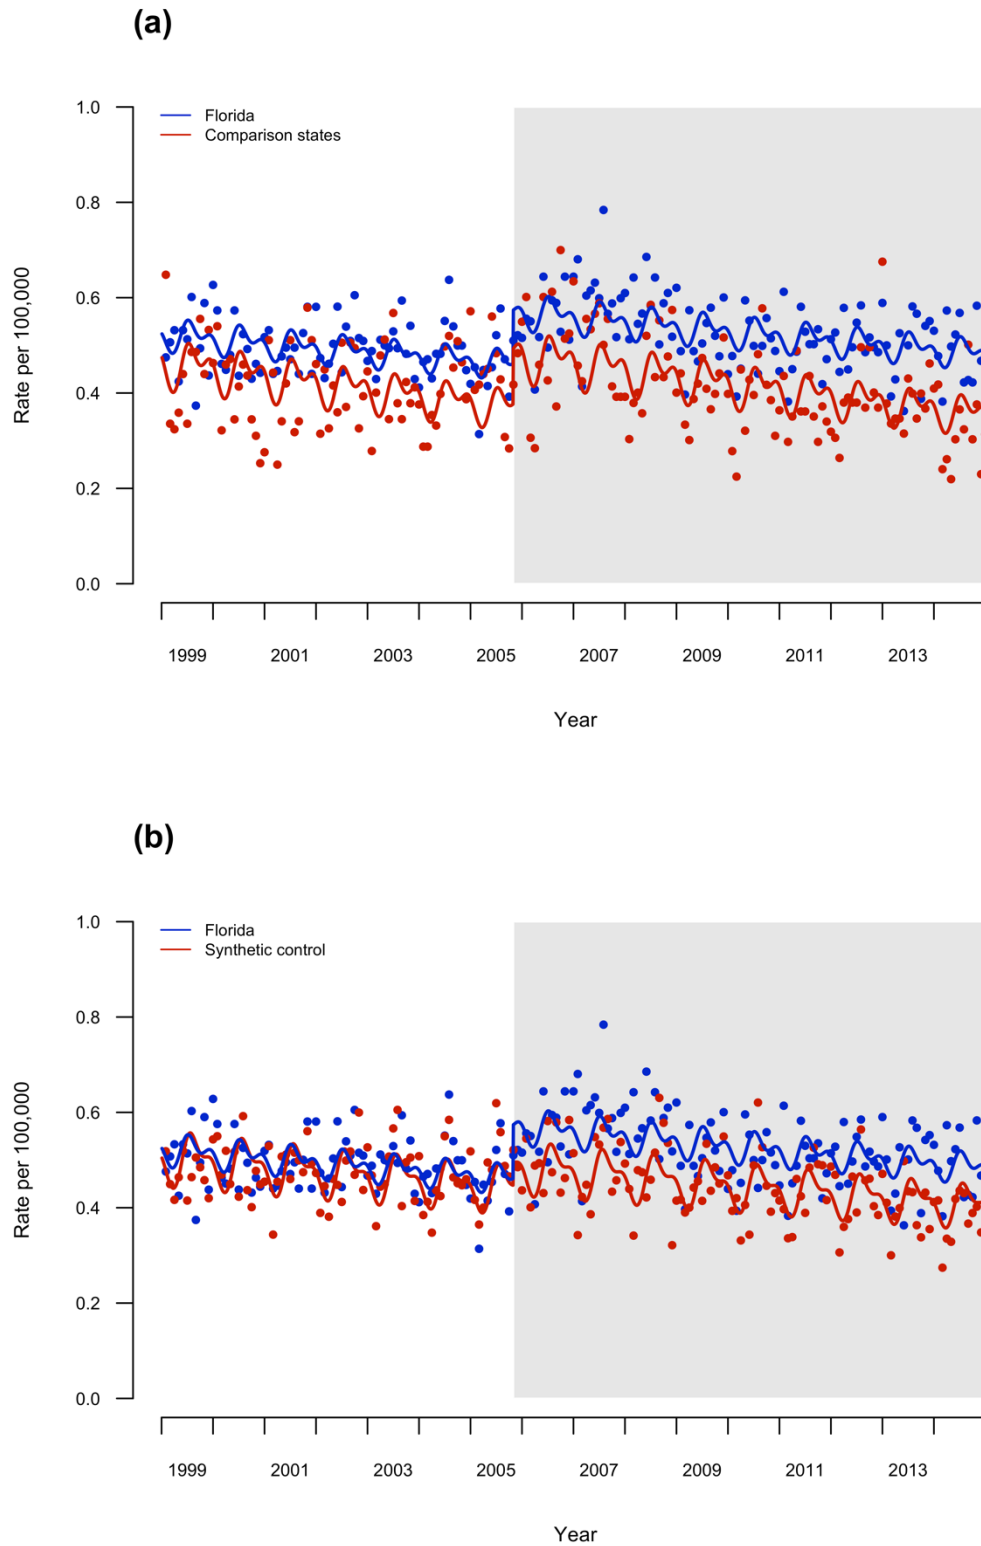 (a)
Florida
Comparison states
1.0
0.8
0.6
0.4
0.2
0.0
Rate per 100,000
1999 2001 2003 2005 2007 2009 2011 2013
Year
(b)
Florida
Synthetic control
1.0
0.8
0.6
0.4
0.2
0.0
Rate per 100,000
1999 2001 2003 2005 2007 2009 2011 2013
Year